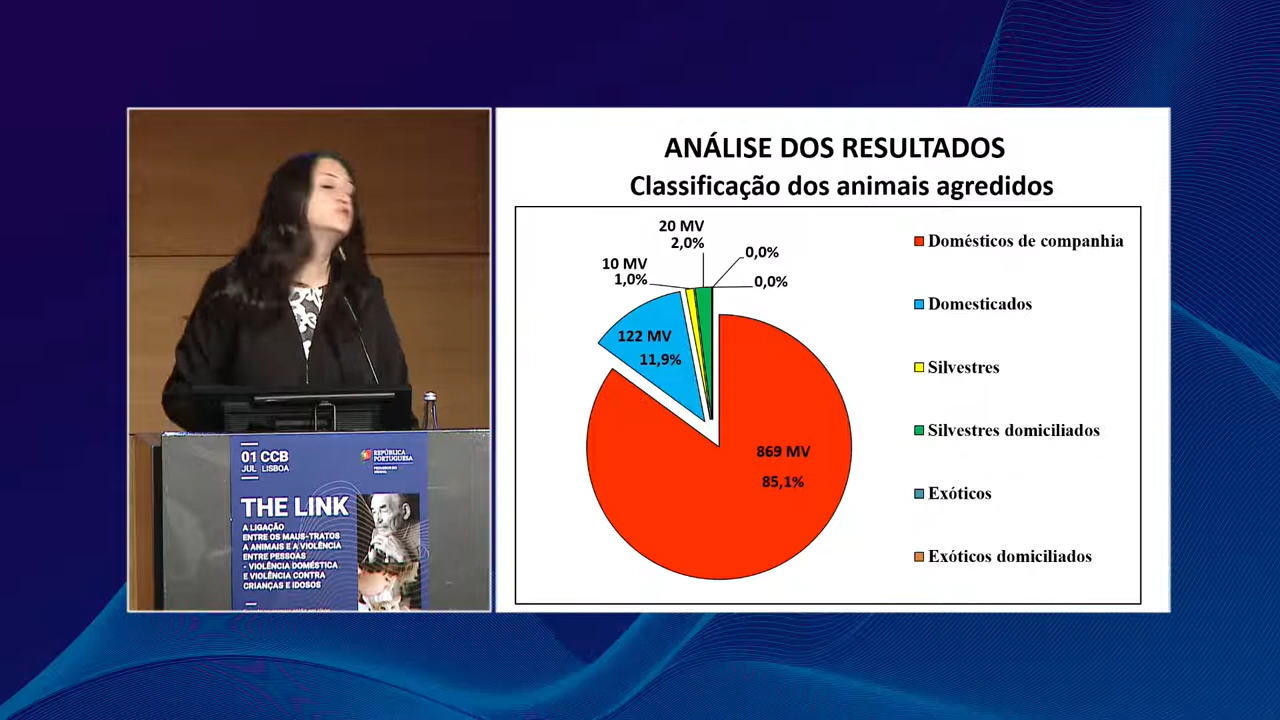 ANÁLISE DOS RESULTADOS
Classificação dos animais agredidos
20 MV
2,0%
0,0%
10 MV
1,0%
0,0%
122 MV
11,9%
869 MV
85,1%
Domésticos de companhia
Domesticados
Silvestres
Silvestres domiciliados
Exóticos
Exóticos domiciliados
01 CCB
JUL LISBOA
REPÚBLICA
PORTUGUESA
THE LINK
A LIGAÇÃO
ENTRE OS MAUS-TRATOS
A ANIMAIS E A VIOLÊNCIA
ENTRE PESSOAS
- VIOLÊNCIA DOMÉSTICA
E VIOLÊNCIA CONTRA
CRIANÇAS E IDOSOS